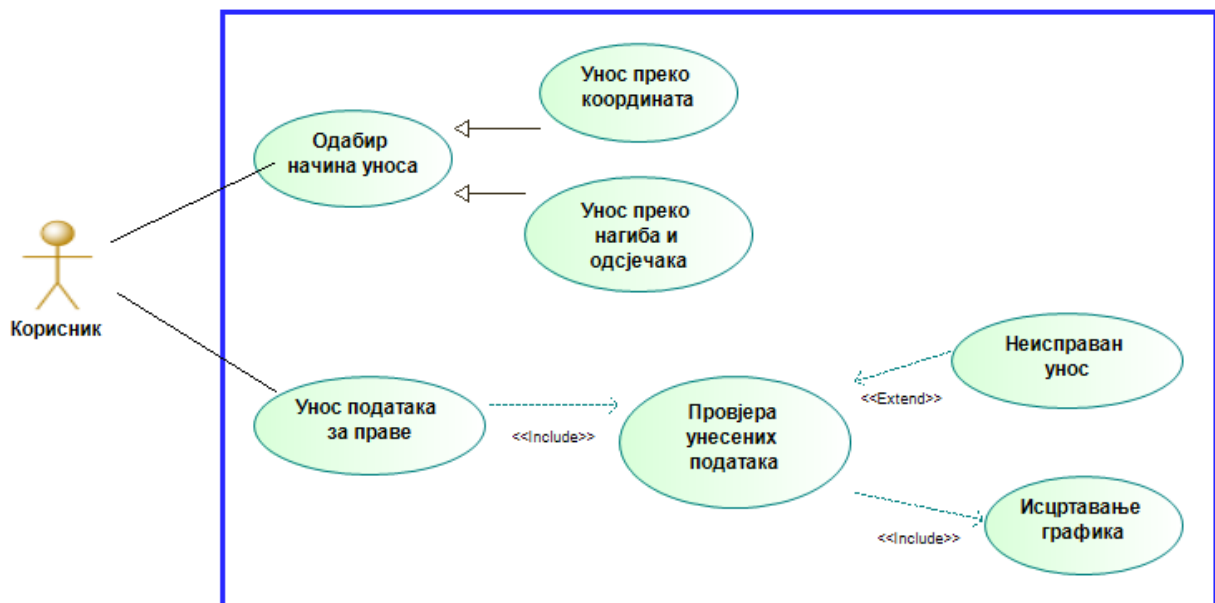 Унос преко
координата
Одабир
начина уноса
Унос преко
нагиба и
одсјечака
Корисник
Унос података
за праве
<<Include>>
Провјера
унесених
података
Неисправан
унос
<<Extend>>
Исцртавање
графика
<<Include>>